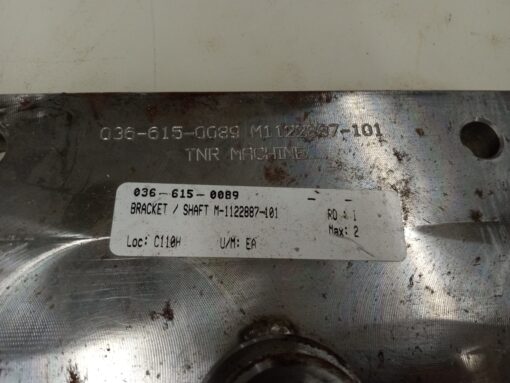 036-615-0089 M1122887-101
TNR MACHINE
036-615-0089
BRACKET / SHAFT M-1122887-101
RO : 1
Max: 2
Loc: C110H
U/M: EA